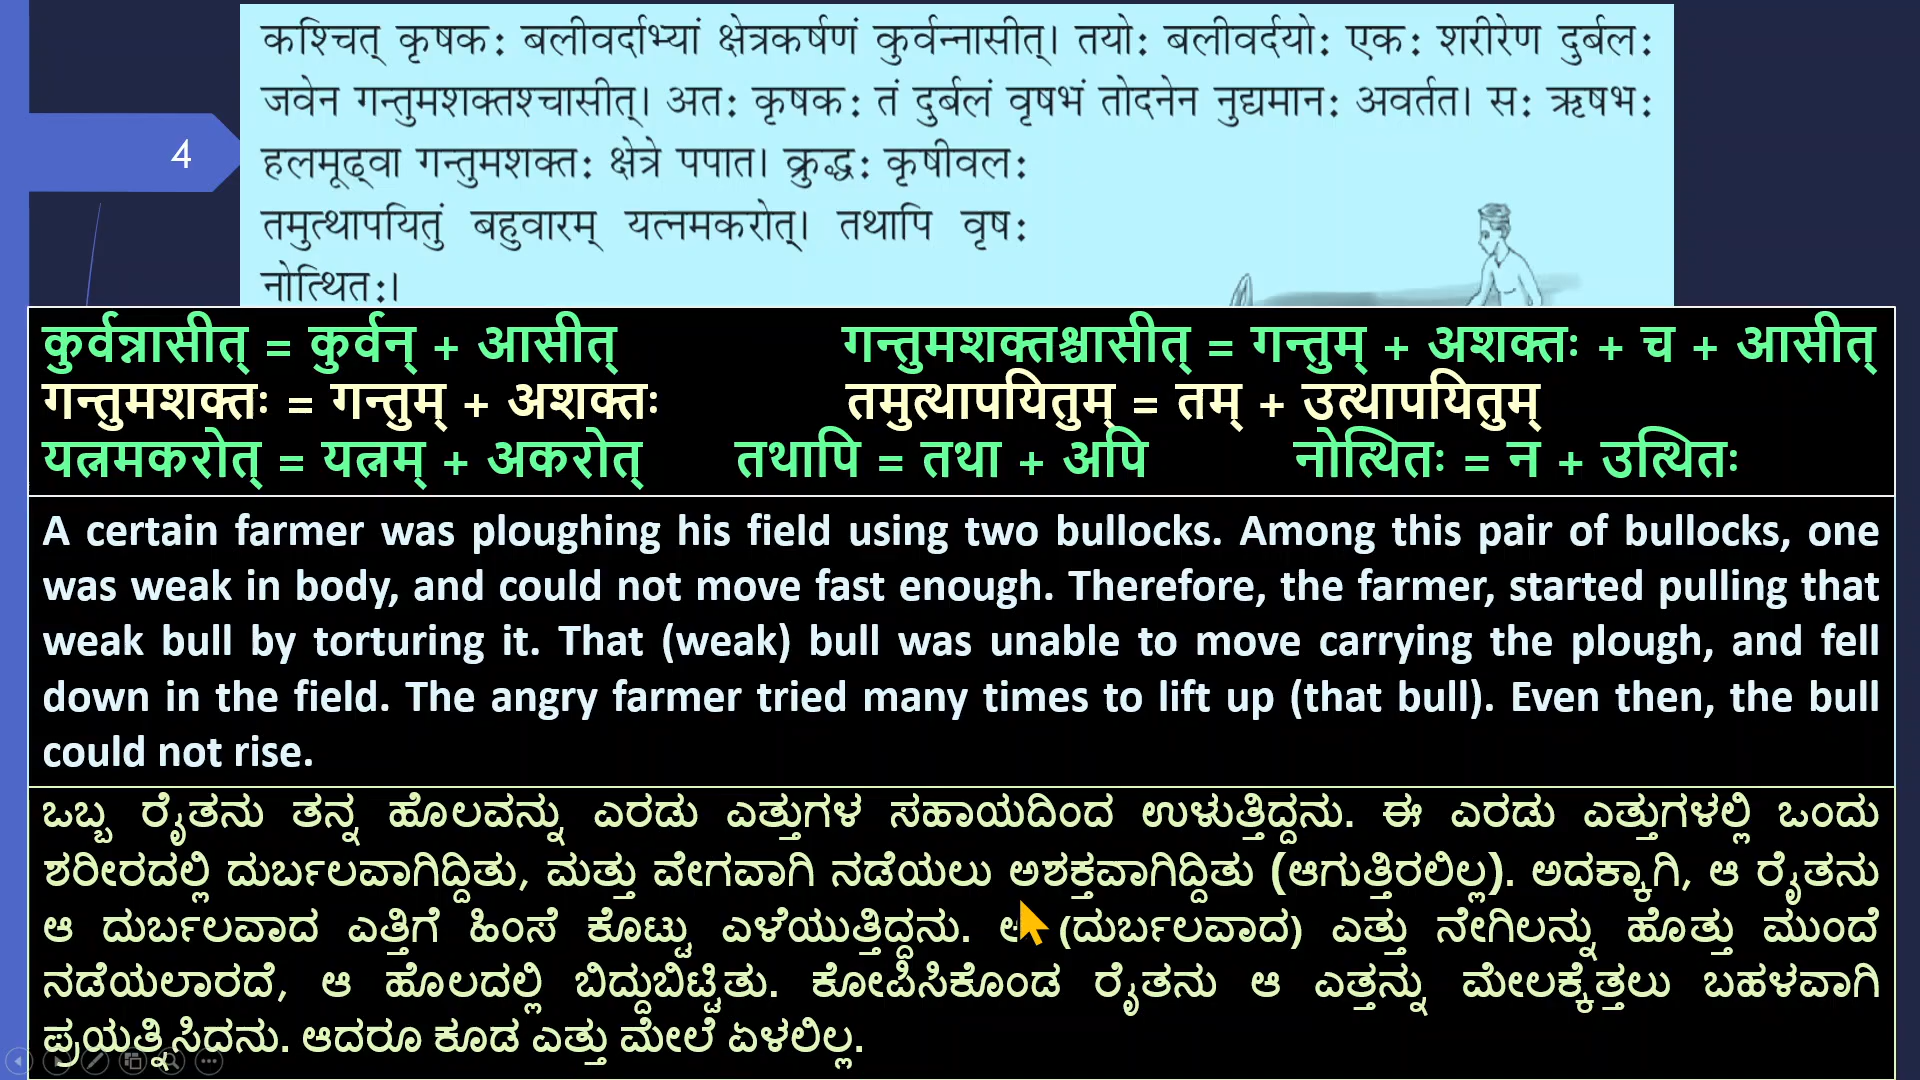 कश्चित् कृषकः बलीवर्दाभ्यां क्षेत्रकर्षणं कुर्वन्नासीत्। तयोः बलीवर्दयोः एकः शरीरेण दुर्बलः
जवेन गन्तुमशक्तश्चासीत्। अतः कृषकः तं दुर्बलं वृषभं तोदनेन नुद्यमानः अवर्तत। सः ऋषभः
4
हलमूढ्वा गन्तुमशक्तः क्षेत्रे पपात। क्रुद्धः कृषीवलः
तमुत्थापयितुं बहुवारम् यत्नमकरोत्। तथापि वृषः
नोत्थितः।
कुर्वन्नासीत् = कुर्वन् + आसीत् गन्तुमशक्तश्चासीत् = गन्तुम् + अशक्तः + च + आसीत्
गन्तुमशक्तः = गन्तुम् + अशक्तः तमुत्थापयितुम् = तम् + उत्थापयितुम्
यत्नमकरोत् = यत्नम् + अकरोत् तथापि = तथा + अपि नोत्थितः = न + उत्थितः
A certain farmer was ploughing his field using two bullocks. Among this pair of bullocks, one
was weak in body, and could not move fast enough. Therefore, the farmer, started pulling that
weak bull by torturing it. That (weak) bull was unable to move carrying the plough, and fell
down in the field. The angry farmer tried many times to lift up (that bull). Even then, the bull
could not rise.
ಒಬ್ಬ ರೈತನು ತನ್ನ ಹೊಲವನ್ನು ಎರಡು ಎತ್ತುಗಳ ಸಹಾಯದಿಂದ ಉಳುತ್ತಿದ್ದನು. ಈ ಎರಡು ಎತ್ತುಗಳಲ್ಲಿ ಒಂದು
ಶರೀರದಲ್ಲಿ ದುರ್ಬಲವಾಗಿದ್ದಿತು, ಮತ್ತು ವೇಗವಾಗಿ ನಡೆಯಲು ಅಶಕ್ತವಾಗಿದ್ದಿತು (ಆಗುತ್ತಿರಲಿಲ್ಲ). ಅದಕ್ಕಾಗಿ, ಆ ರೈತನು
ಆ ದುರ್ಬಲವಾದ ಎತ್ತಿಗೆ ಹಿಂಸೆ ಕೊಟ್ಟು ಎಳೆಯುತ್ತಿದ್ದನು. (ದುರ್ಬಲವಾದ) ಎತ್ತು ನೇಗಿಲನ್ನು ಹೊತ್ತು ಮುಂದೆ
ನಡೆಯಲಾರದೆ, ಆ ಹೊಲದಲ್ಲಿ ಬಿದ್ದುಬಿಟ್ಟಿತು. ಕೋಪಿಸಿಕೊಂಡ ರೈತನು ಆ ಎತ್ತನ್ನು ಮೇಲಕ್ಕೆತ್ತಲು ಬಹಳವಾಗಿ
ಪ್ರಯತ್ನಿಸಿದನು. ಆದರೂ ಕೂಡ ಎತ್ತು ಮೇಲೆ ಏಳಲಿಲ್ಲ.